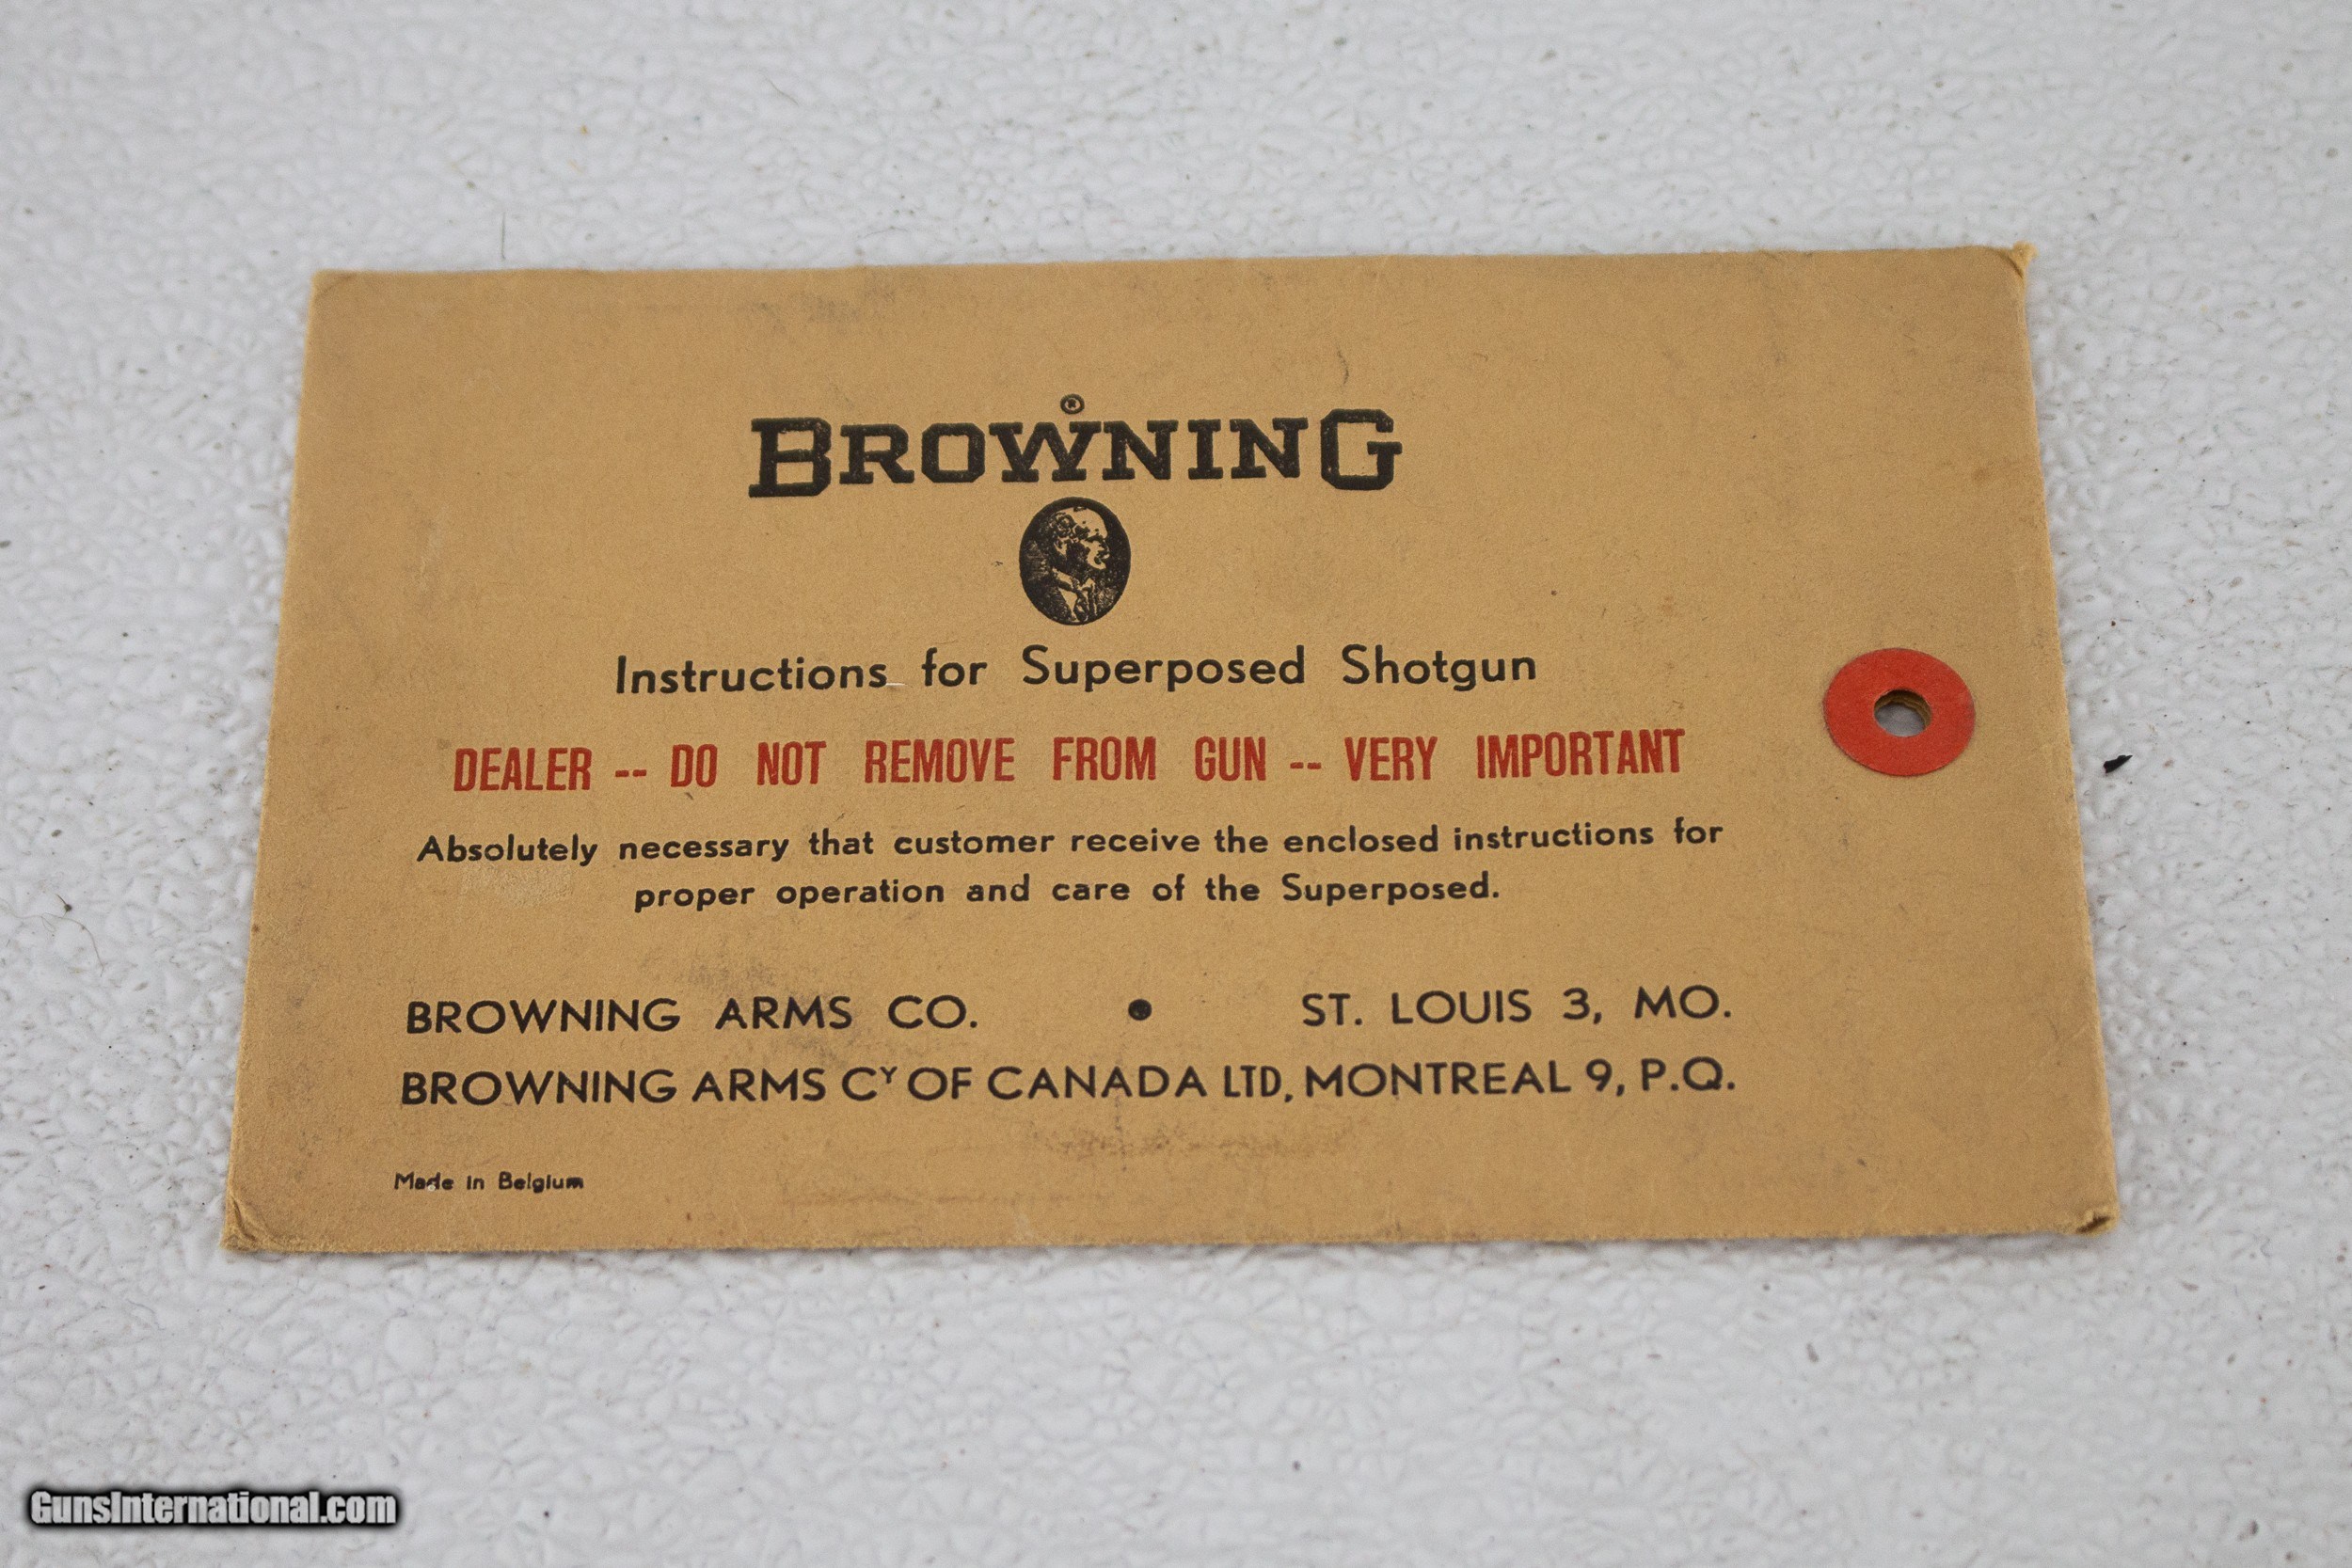 BROWNING®
Instructions for Superposed Shotgun
DEALER -- DO NOT REMOVE FROM GUN -- VERY IMPORTANT
Absolutely necessary that customer receive the enclosed instructions for
proper operation and care of the Superposed.
BROWNING ARMS CO. • ST. LOUIS 3, MO.
BROWNING ARMS CY OF CANADA LTD, MONTREAL 9, P.Q.
Made in Belgium
GunsInternational.com